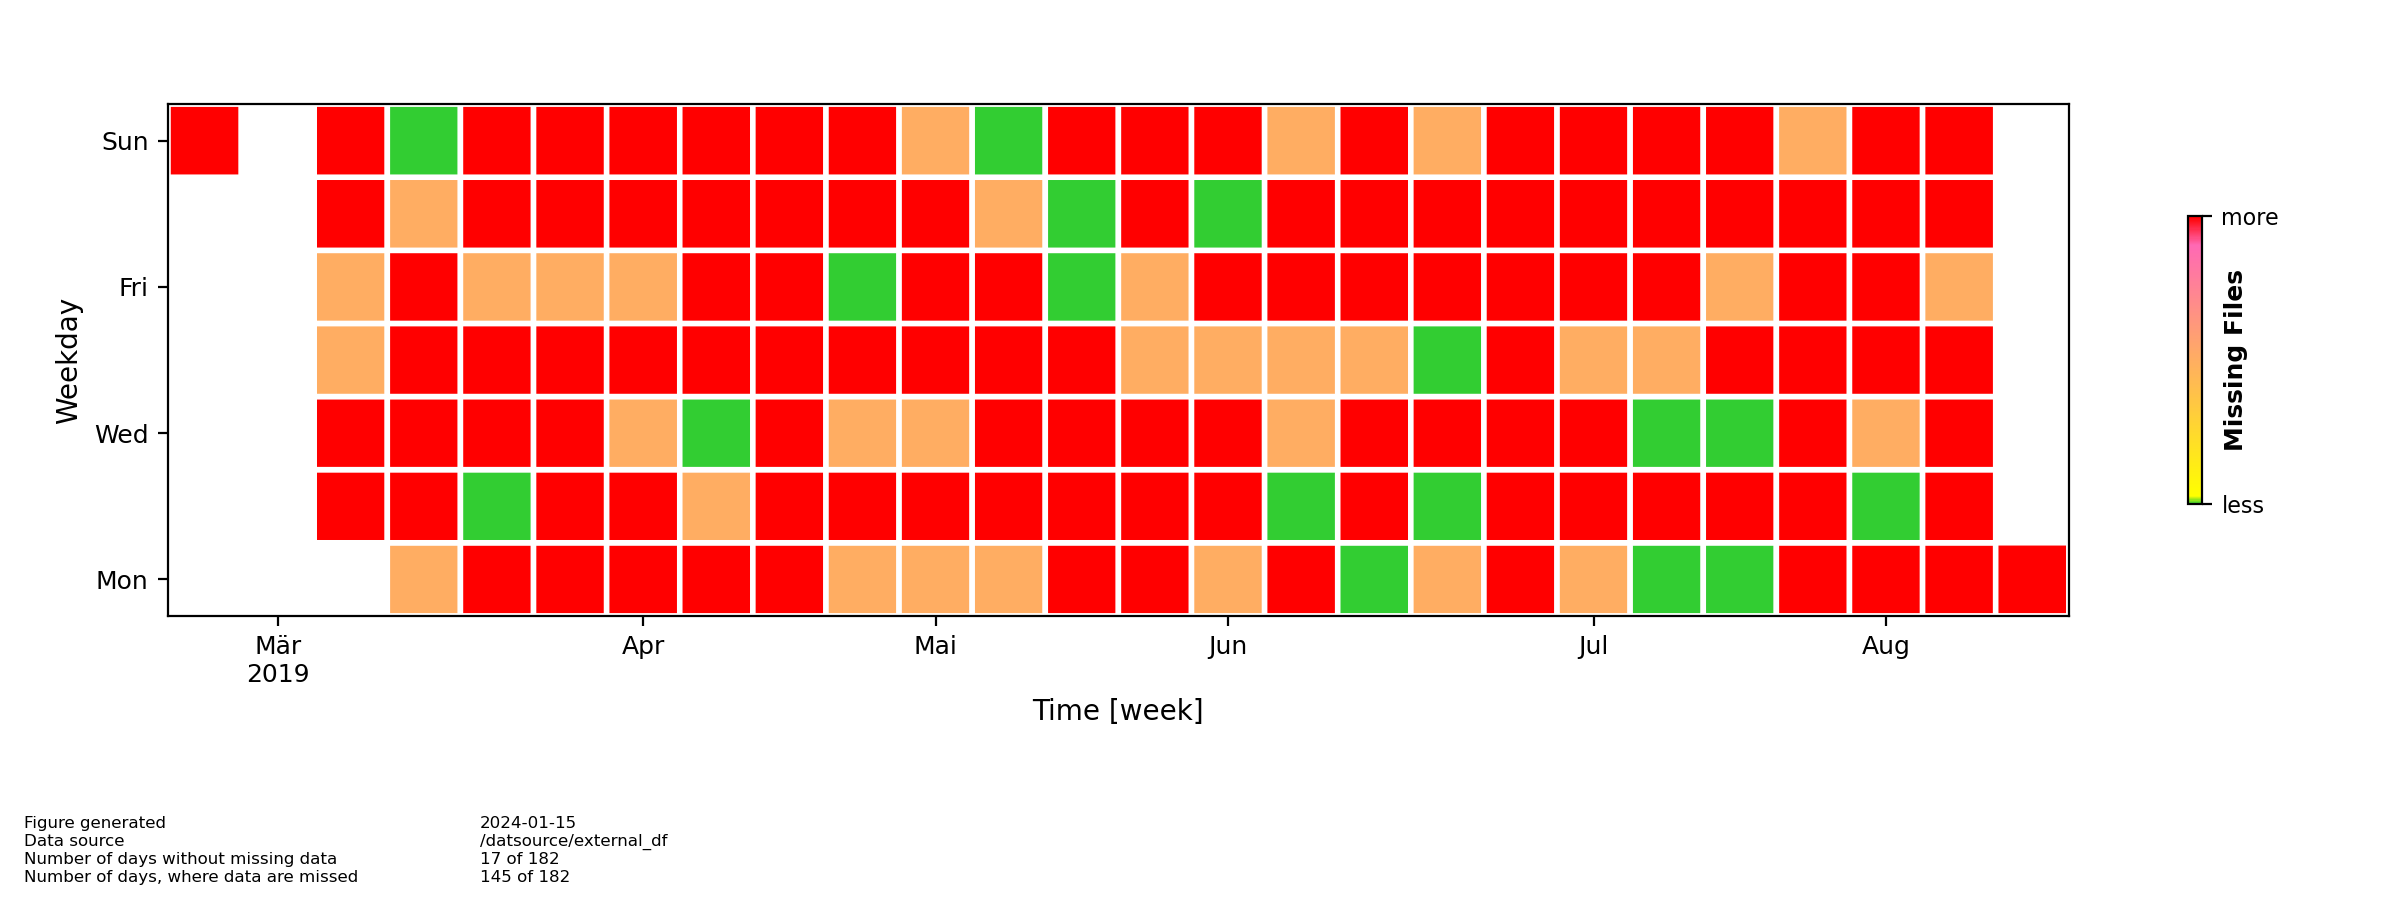 Sun
Fri
Wed
Mon
Weekday
Mär
2019
Apr
Mai
Jun
Jul
Aug
Time [week]
more
Missing Files
less
Figure generated 2024-01-15
Data source /datsource/external_df
Number of days without missing data 17 of 182
Number of days, where data are missed 145 of 182